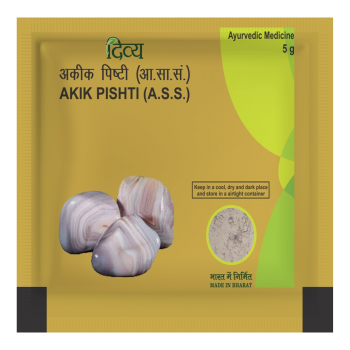 दिव्य
Ayurvedic Medicine
5 g
अकीक पिष्टी (आ.सा.सं.)
AKIK PISHTI (A.S.S.)
Keep in a cool, dry and dark place
and store in a airtight container
भारत में निर्मित
MADE IN BHARAT